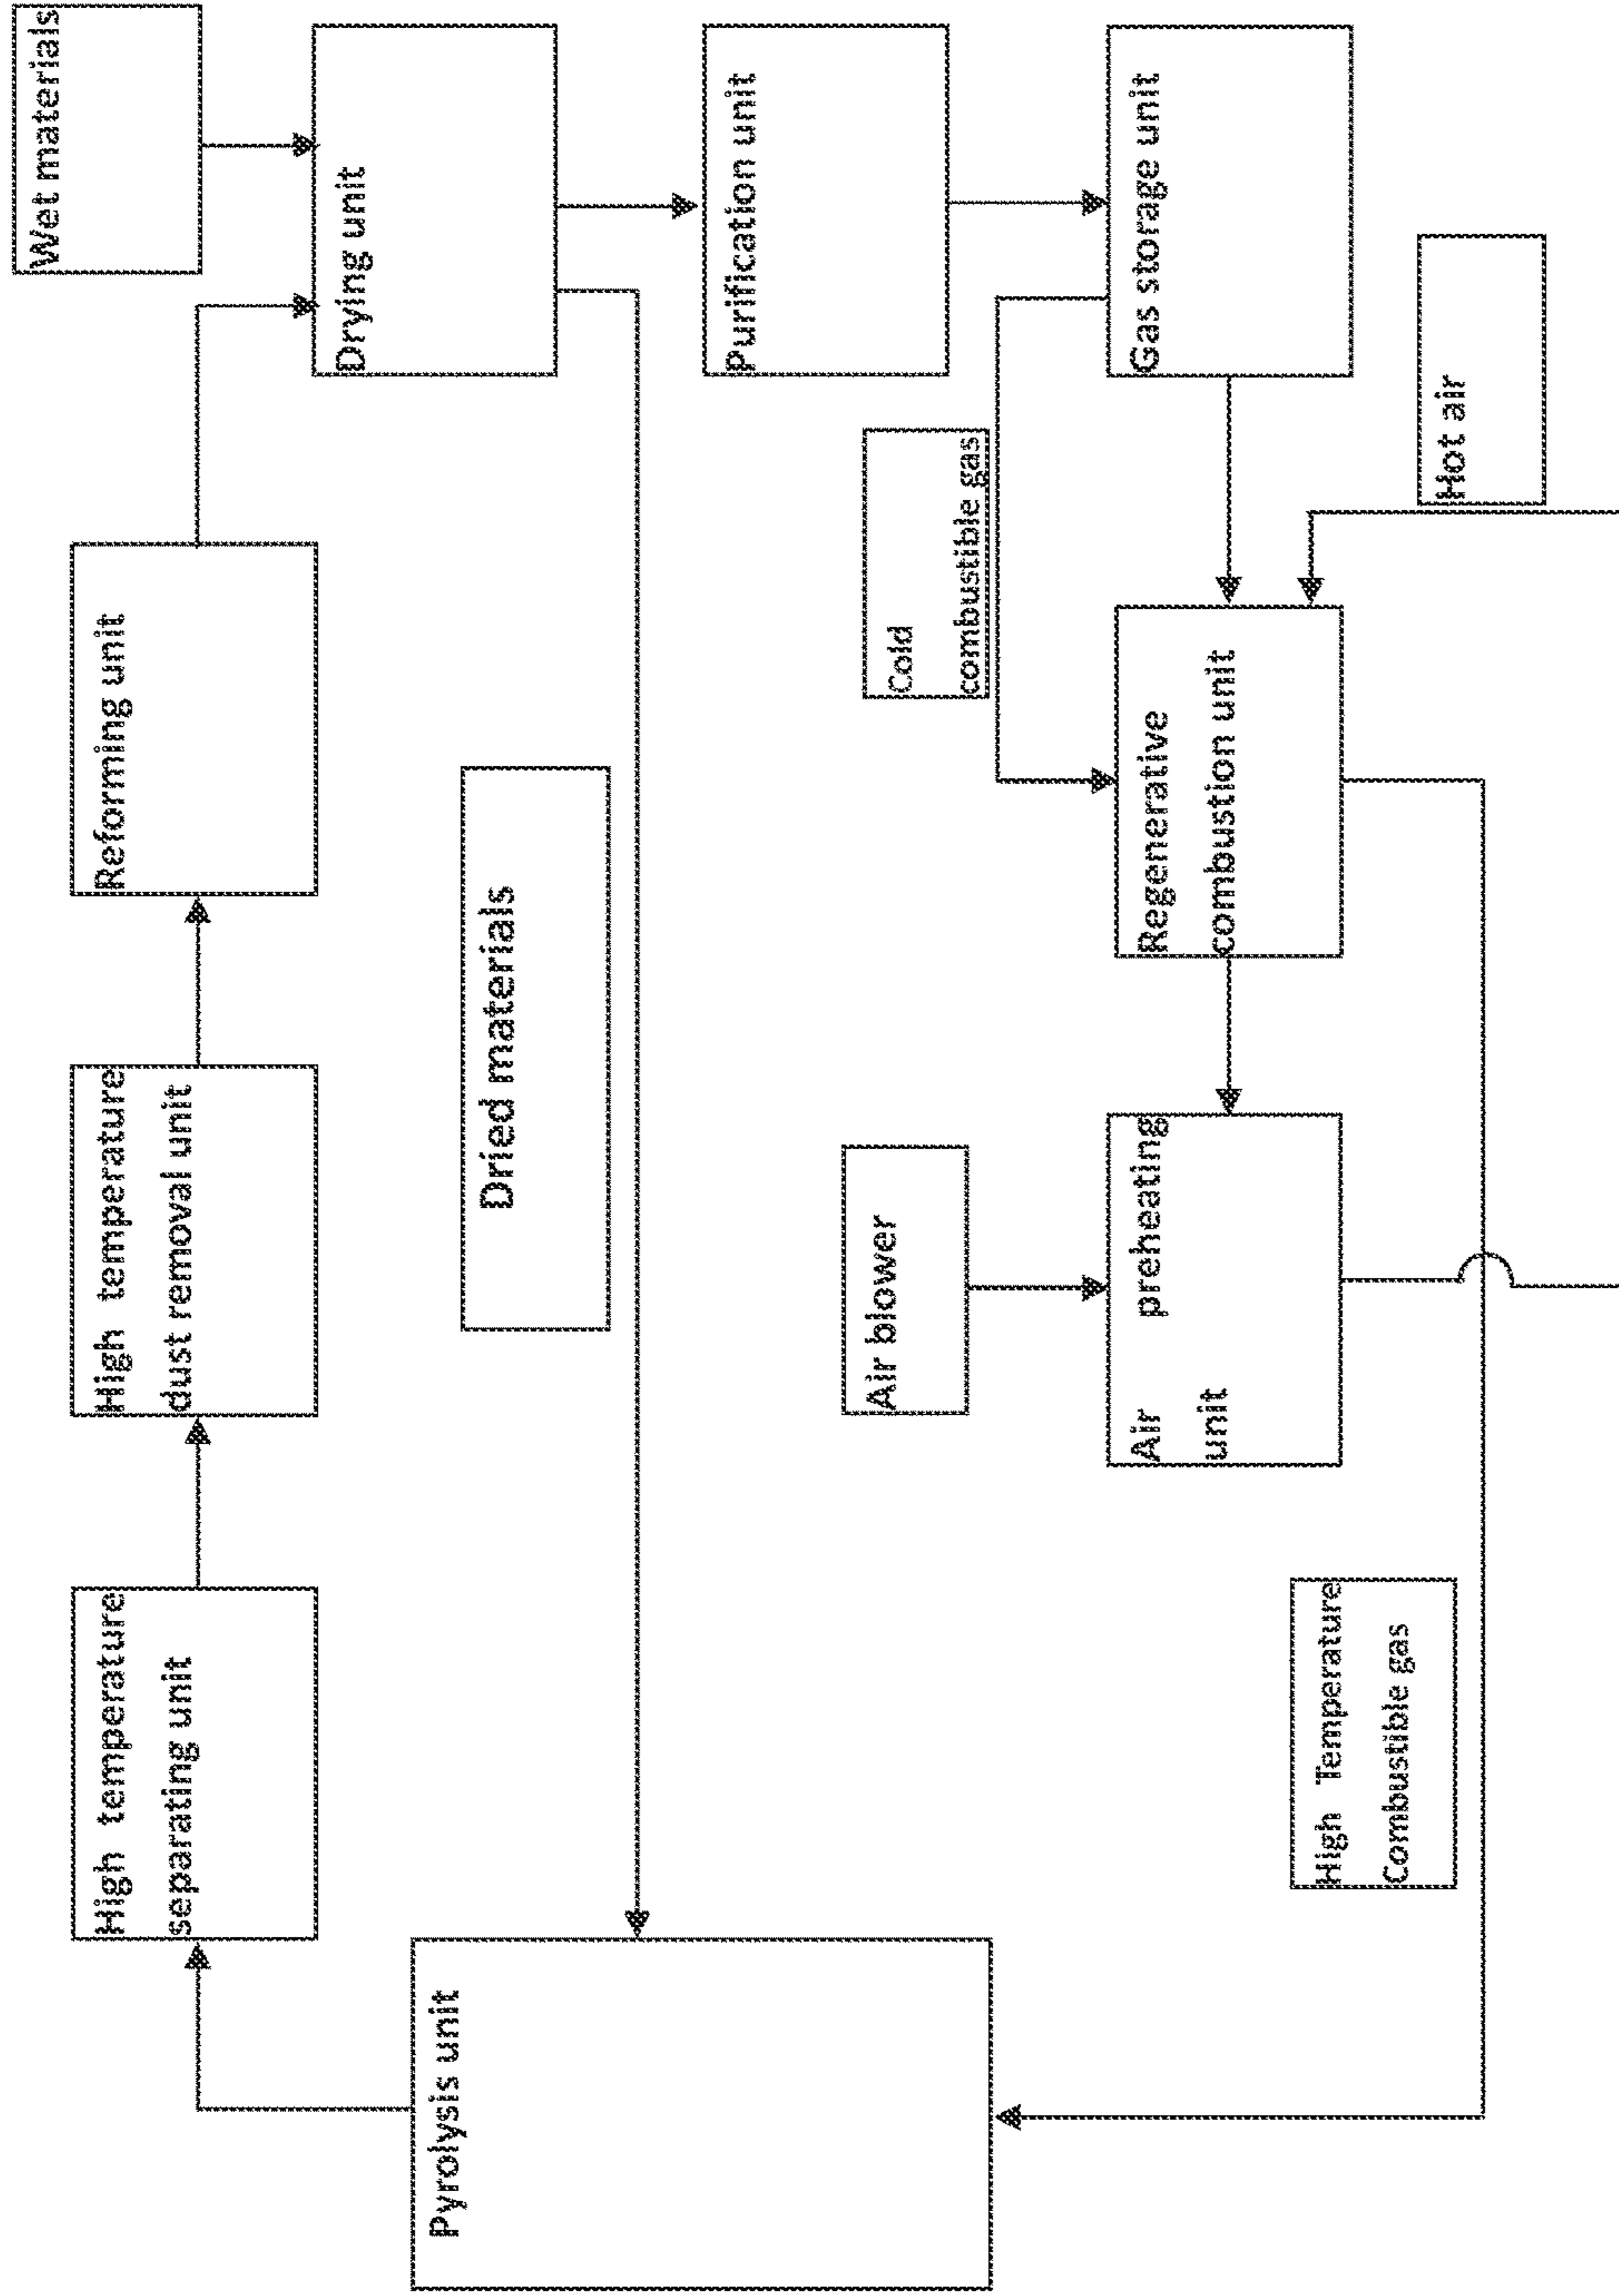 Wet materials
High temperature
separating unit
High temperature
dust removal unit
Reforming unit
Drying unit
Pyrolysis unit
Dried materials
Purification unit
Air blower
Cold
combustible gas
Air preheating
unit
Regenerative
combustion unit
Gas storage unit
High Temperature
Combustible gas
Hot air